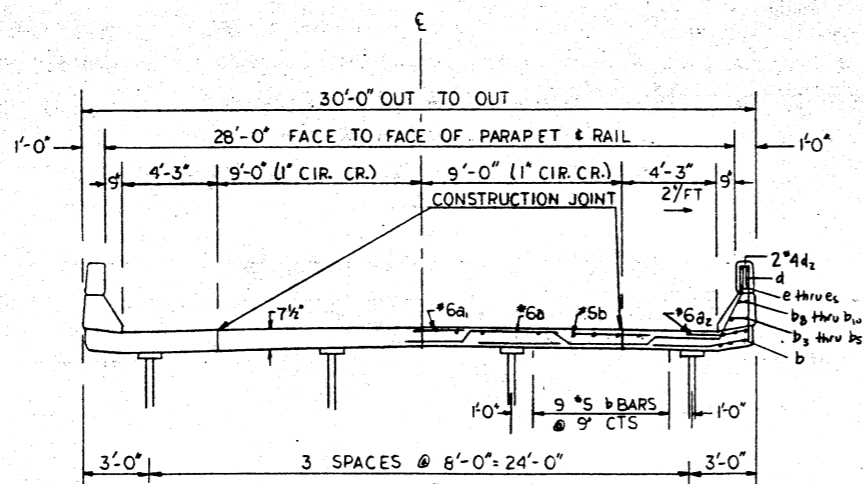 ℄
30'-0" OUT TO OUT
1'-0"
28'-0" FACE TO FACE OF PARAPET & RAIL
1'-0"
9"
4'-3"
9'-0" (1" CIR. CR.)
9'-0" (1" CIR. CR.)
4'-3"
9"
2"/FT
CONSTRUCTION JOINT
2 #4 d₂
d
e thru e₅
b₈ thru b₁₀
b₃ thru b₅
b
7½"
#6a₁
#6a
#5b
#6a₂
1'-0"
9 #5 b BARS
@ 9" CTS
1'-0"
3'-0"
3 SPACES @ 8'-0" = 24'-0"
3'-0"